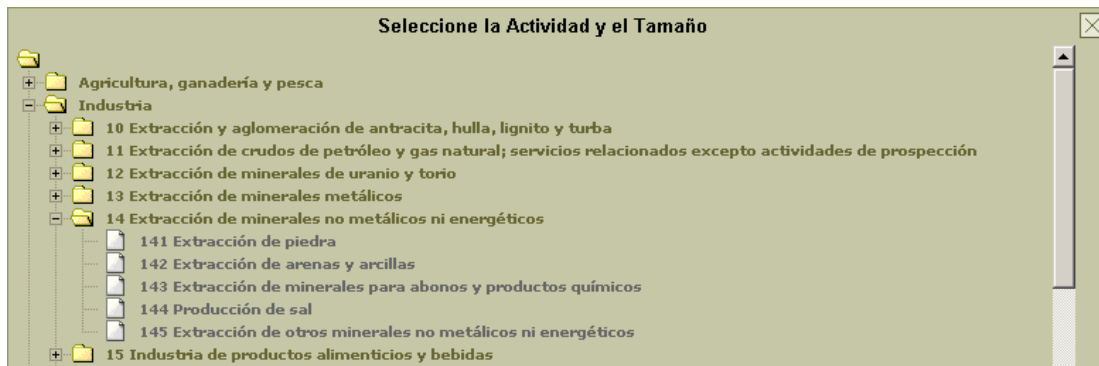 Seleccione la Actividad y el Tamaño
Agricultura, ganadería y pesca
Industria
10 Extracción y aglomeración de antracita, hulla, lignito y turba
11 Extracción de crudos de petróleo y gas natural; servicios relacionados excepto actividades de prospección
12 Extracción de minerales de uranio y torio
13 Extracción de minerales metálicos
14 Extracción de minerales no metálicos ni energéticos
141 Extracción de piedra
142 Extracción de arenas y arcillas
143 Extracción de minerales para abonos y productos químicos
144 Producción de sal
145 Extracción de otros minerales no metálicos ni energéticos
15 Industria de productos alimenticios y bebidas